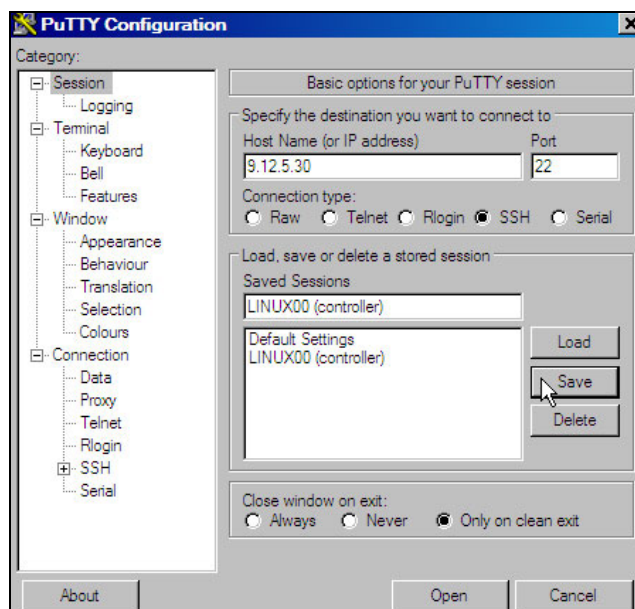 PuTTY Configuration
Category:
Session
Logging
Terminal
Keyboard
Bell
Features
Window
Appearance
Behaviour
Translation
Selection
Colours
Connection
Data
Proxy
Telnet
Rlogin
SSH
Serial
Basic options for your PuTTY session
Specify the destination you want to connect to
Host Name (or IP address) Port
9.12.5.30 22
Connection type:
Raw Telnet Rlogin SSH Serial
Load, save or delete a stored session
Saved Sessions
LINUX00 (controller)
Default Settings
LINUX00 (controller)
Load
Save
Delete
Close window on exit:
Always Never Only on clean exit
About Open Cancel